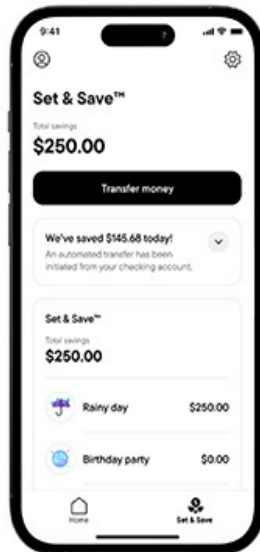 9:41
Set & Save™
Total savings
$250.00
Transfer money
We've saved $145.68 today!
An automated transfer has been
initiated from your checking account.
Set & Save™
Total savings
$250.00
Rainy day $250.00
Birthday party $0.00
Home Set & Save